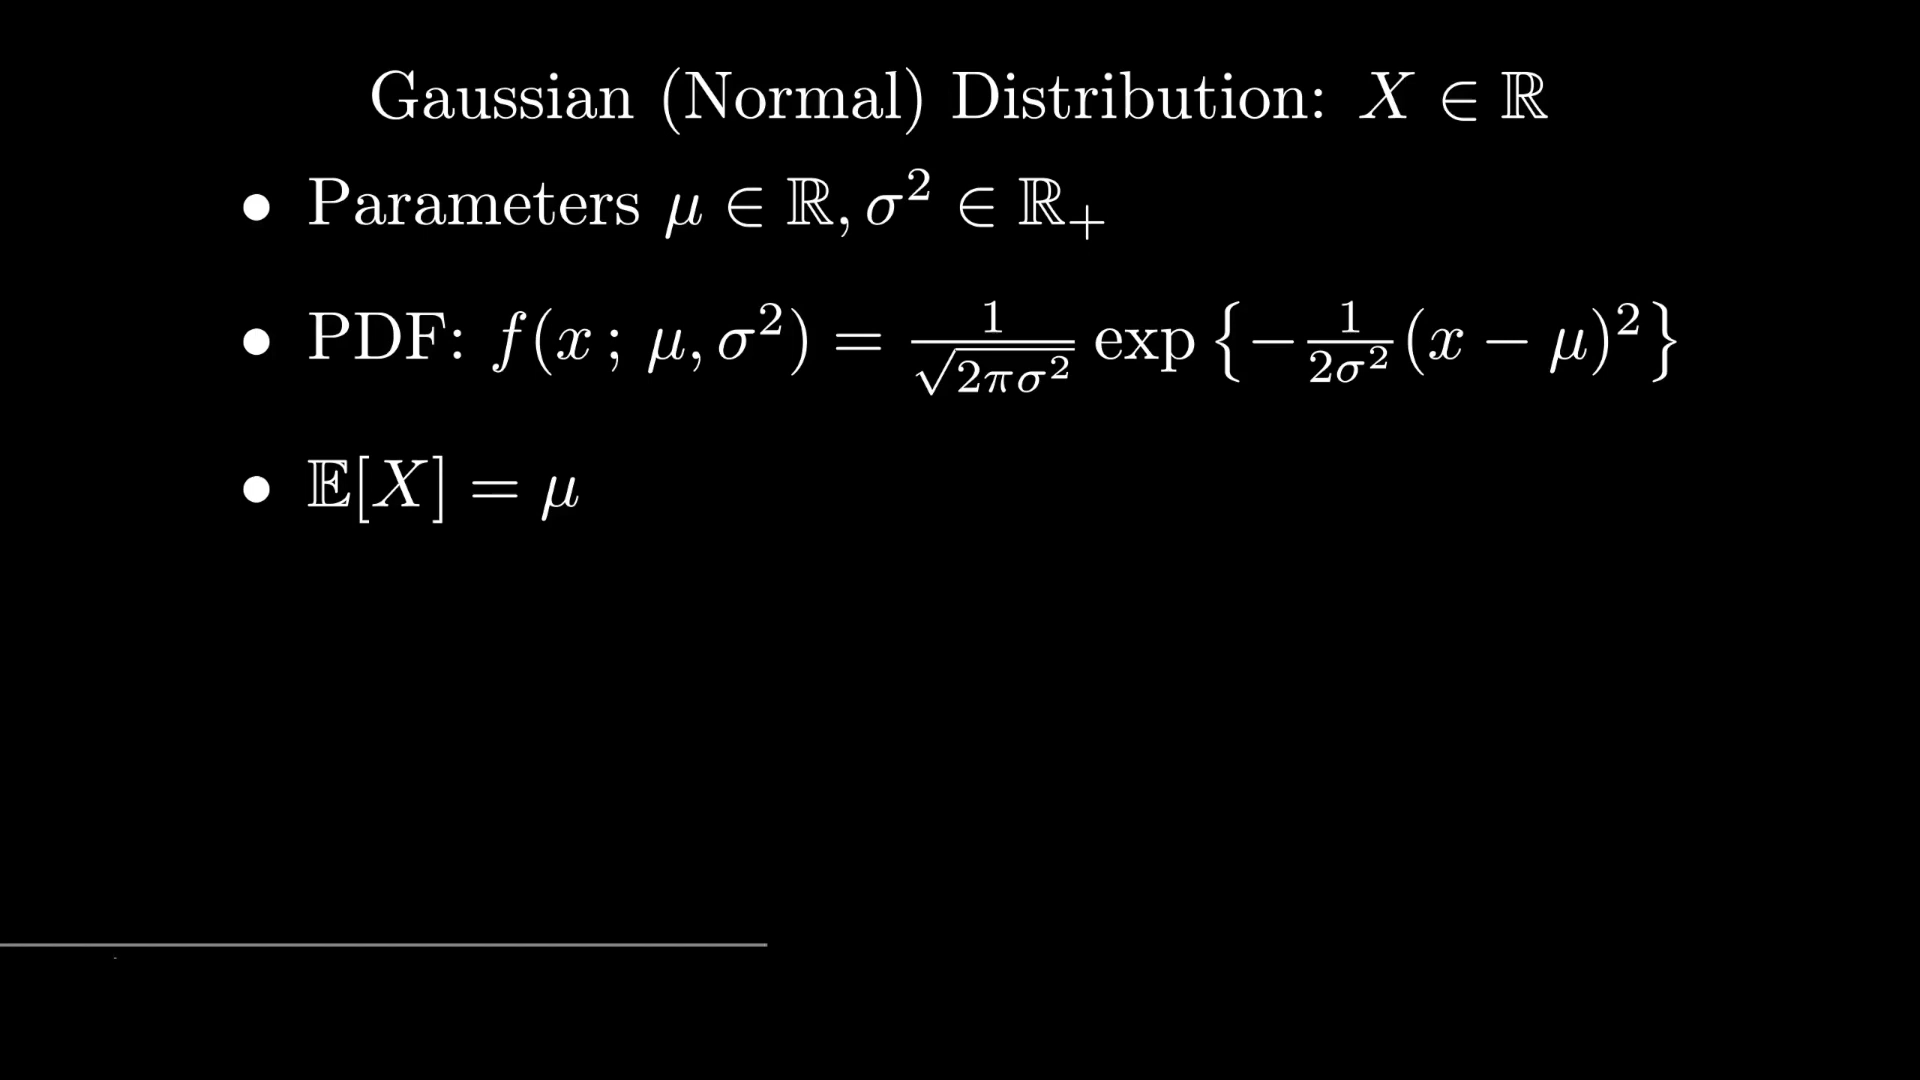 Gaussian (Normal) Distribution: X ∈ ℝ
• Parameters μ ∈ ℝ, σ² ∈ ℝ₊
• PDF: f(x ; μ, σ²) = 1/√(2πσ²) exp {−1/(2σ²)(x − μ)²}
• 𝔼[X] = μ